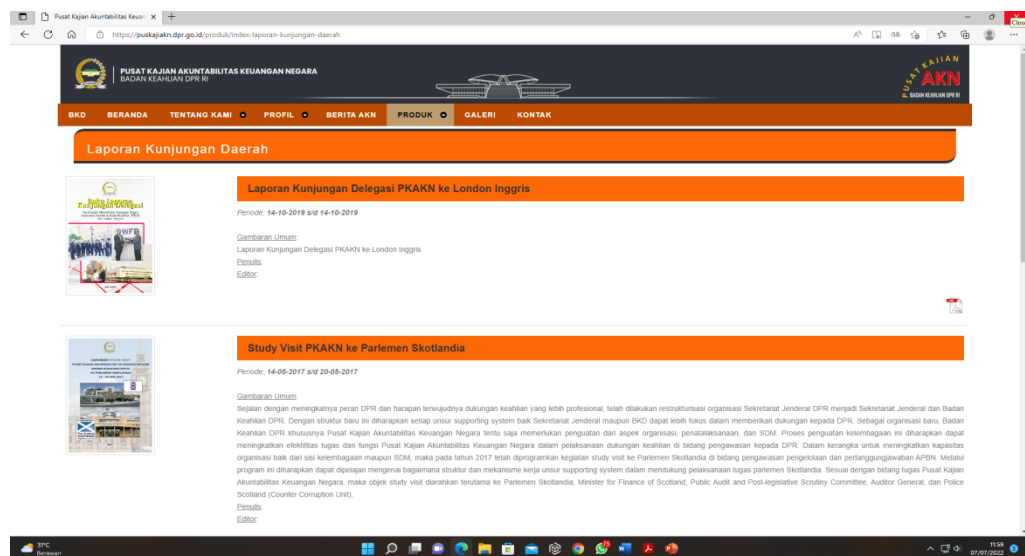 Pusat Kajian Akuntabilitas Keuan
Close
https://puskajiakn.dpr.go.id/produk/index-laporan-kunjungan-daerah
PUSAT KAJIAN AKUNTABILITAS KEUANGAN NEGARA
BADAN KEAHLIAN DPR RI
PUSAT KAJIAN
AKN
BADAN KEAHLIAN DPR RI
BKD BERANDA TENTANG KAMI PROFIL BERITA AKN PRODUK GALERI KONTAK
Laporan Kunjungan Daerah
Buku Laporan
Kunjungan Delegasi
Laporan Kunjungan Delegasi PKAKN ke London Inggris
Periode: 14-10-2019 s/d 14-10-2019
Gambaran Umum:
Laporan Kunjungan Delegasi PKAKN ke London Inggris
Penulis:
Editor:
Study Visit PKAKN ke Parlemen Skotlandia
Periode: 14-05-2017 s/d 20-05-2017
Gambaran Umum:
Sejalan dengan meningkatnya peran DPR dan harapan terwujudnya dukungan keahlian yang lebih profesional, telah dilakukan restrukturisasi organisasi Sekretariat Jenderal DPR menjadi Sekretariat Jenderal dan Badan
Keahlian DPR. Dengan struktur baru ini diharapkan setiap unsur supporting system baik Sekretariat Jenderal maupun BKD dapat lebih fokus dalam memberikan dukungan kepada DPR. Sebagai organisasi baru, Badan
Keahlian DPR khususnya Pusat Kajian Akuntabilitas Keuangan Negara tentu saja memerlukan penguatan dari aspek organisasi, penatalaksanaan, dan SDM. Proses penguatan kelembagaan ini diharapkan dapat
meningkatkan efektifitas tugas dan fungsi Pusat Kajian Akuntabilitas Keuangan Negara dalam pelaksanaan dukungan keahlian di bidang pengawasan kepada DPR. Dalam kerangka untuk meningkatkan kapasitas
organisasi baik dari sisi kelembagaan maupun SDM, maka pada tahun 2017 telah diprogramkan kegiatan study visit ke Parlemen Skotlandia di bidang pengawasan pengelolaan dan pertanggungjawaban APBN. Melalui
program ini diharapkan dapat dipelajari mengenai bagaimana struktur dan mekanisme kerja unsur supporting system dalam mendukung pelaksanaan tugas parlemen Skotlandia. Sesuai dengan bidang tugas Pusat Kajian
Akuntabilitas Keuangan Negara, maka objek study visit diarahkan terutama ke Parlemen Skotlandia, Minister for Finance of Scotland, Public Audit and Post-legislative Scrutiny Committee, Auditor General, dan Police
Scotland (Counter Corruption Unit).
Penulis:
Editor:
31°C
Berawan
11:59
07/07/2022